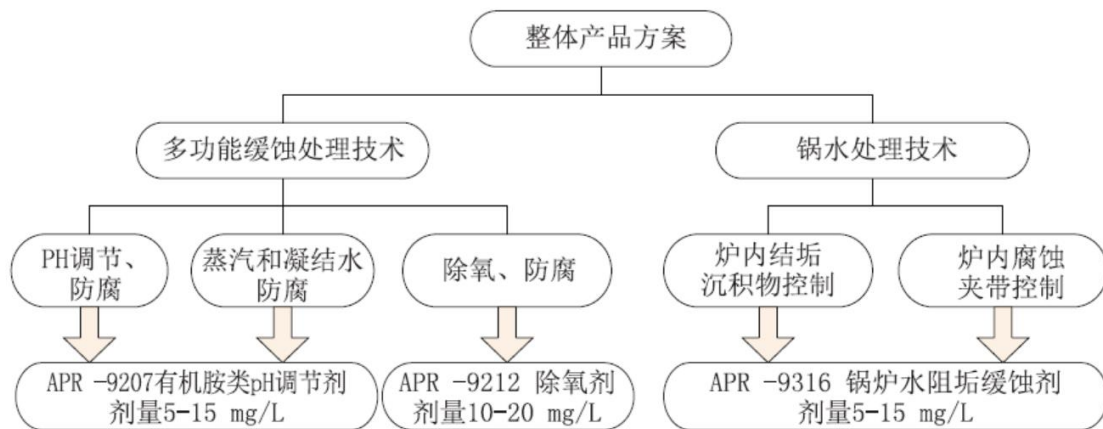 整体产品方案
多功能缓蚀处理技术
锅水处理技术
PH调节、
防腐
蒸汽和凝结水
防腐
除氧、防腐
炉内结垢
沉积物控制
炉内腐蚀
夹带控制
APR -9207有机胺类pH调节剂
剂量5-15 mg/L
APR -9212 除氧剂
剂量10-20 mg/L
APR -9316 锅炉水阻垢缓蚀剂
剂量5-15 mg/L